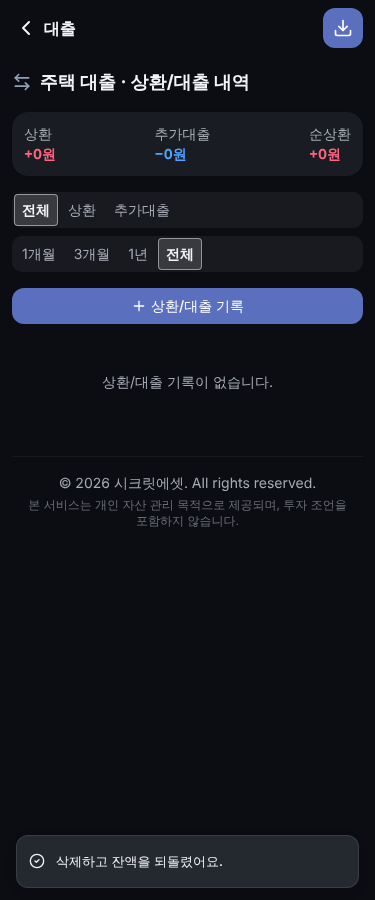 대출
주택 대출 · 상환/대출 내역
상환 추가대출 순상환
+0원 −0원 +0원
전체 상환 추가대출
1개월 3개월 1년 전체
+ 상환/대출 기록
상환/대출 기록이 없습니다.
© 2026 시크릿에셋. All rights reserved.
본 서비스는 개인 자산 관리 목적으로 제공되며, 투자 조언을
포함하지 않습니다.
삭제하고 잔액을 되돌렸어요.